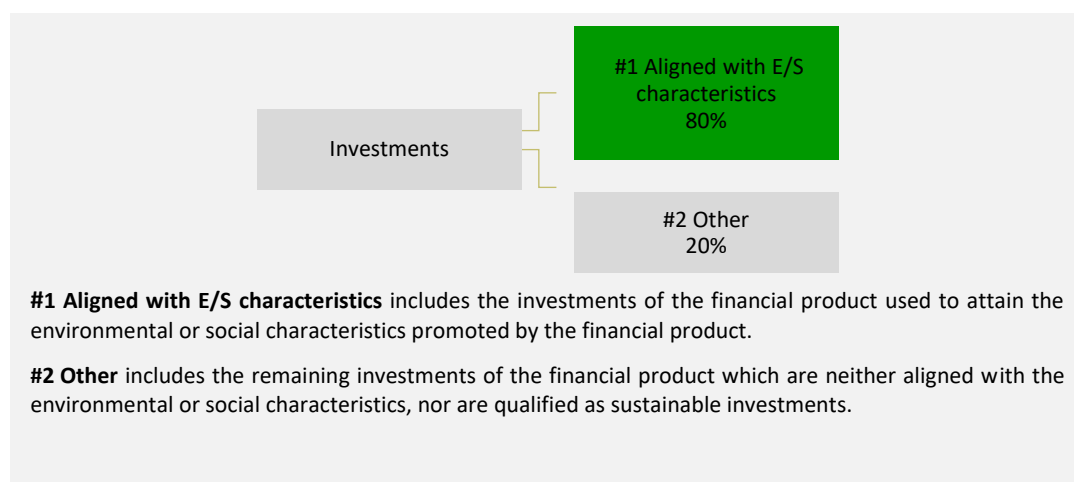 #1 Aligned with E/S
characteristics
80%
Investments
#2 Other
20%
#1 Aligned with E/S characteristics includes the investments of the financial product used to attain the
environmental or social characteristics promoted by the financial product.
#2 Other includes the remaining investments of the financial product which are neither aligned with the
environmental or social characteristics, nor are qualified as sustainable investments.